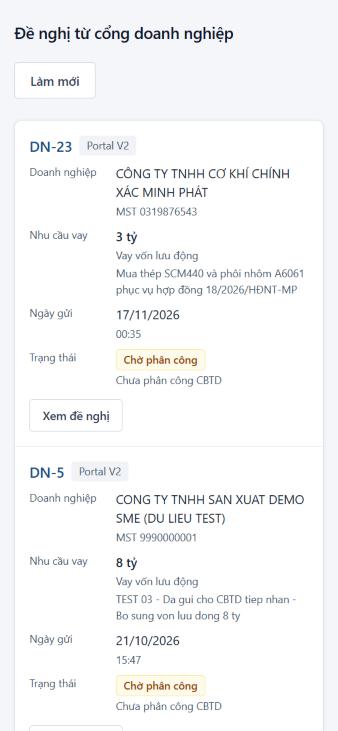 Đề nghị từ cổng doanh nghiệp
Làm mới
DN-23 Portal V2
Doanh nghiệp CÔNG TY TNHH CƠ KHÍ CHÍNH
XÁC MINH PHÁT
MST 0319876543
Nhu cầu vay 3 tỷ
Vay vốn lưu động
Mua thép SCM440 và phôi nhôm A6061
phục vụ hợp đồng 18/2026/HĐNT-MP
Ngày gửi 17/11/2026
00:35
Trạng thái Chờ phân công
Chưa phân công CBTD
Xem đề nghị
DN-5 Portal V2
Doanh nghiệp CONG TY TNHH SAN XUAT DEMO
SME (DU LIEU TEST)
MST 9990000001
Nhu cầu vay 8 tỷ
Vay vốn lưu động
TEST 03 - Da gui cho CBTD tiep nhan -
Bo sung von luu dong 8 ty
Ngày gửi 21/10/2026
15:47
Trạng thái Chờ phân công
Chưa phân công CBTD